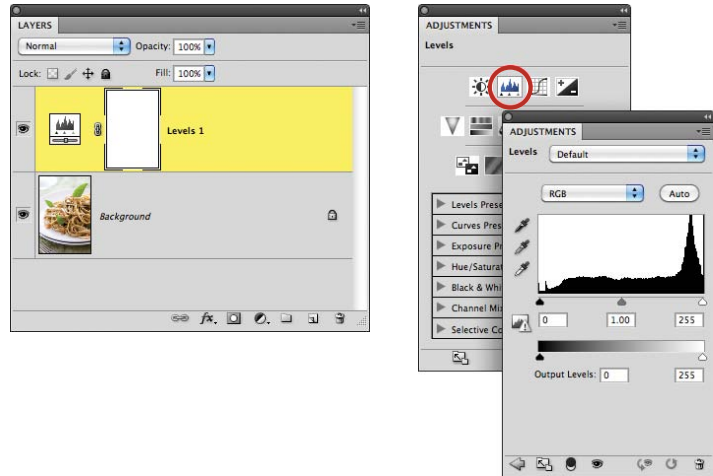 LAYERS
Normal
Opacity: 100%
Lock:
Fill: 100%
Levels 1
Background
fx.
ADJUSTMENTS
Levels
Levels Prese
Curves Pres
Exposure Pr
Hue/Saturat
Black & Whi
Channel Mix
Selective Co
ADJUSTMENTS
Levels
Default
RGB
Auto
0
1.00
255
Output Levels: 0
255